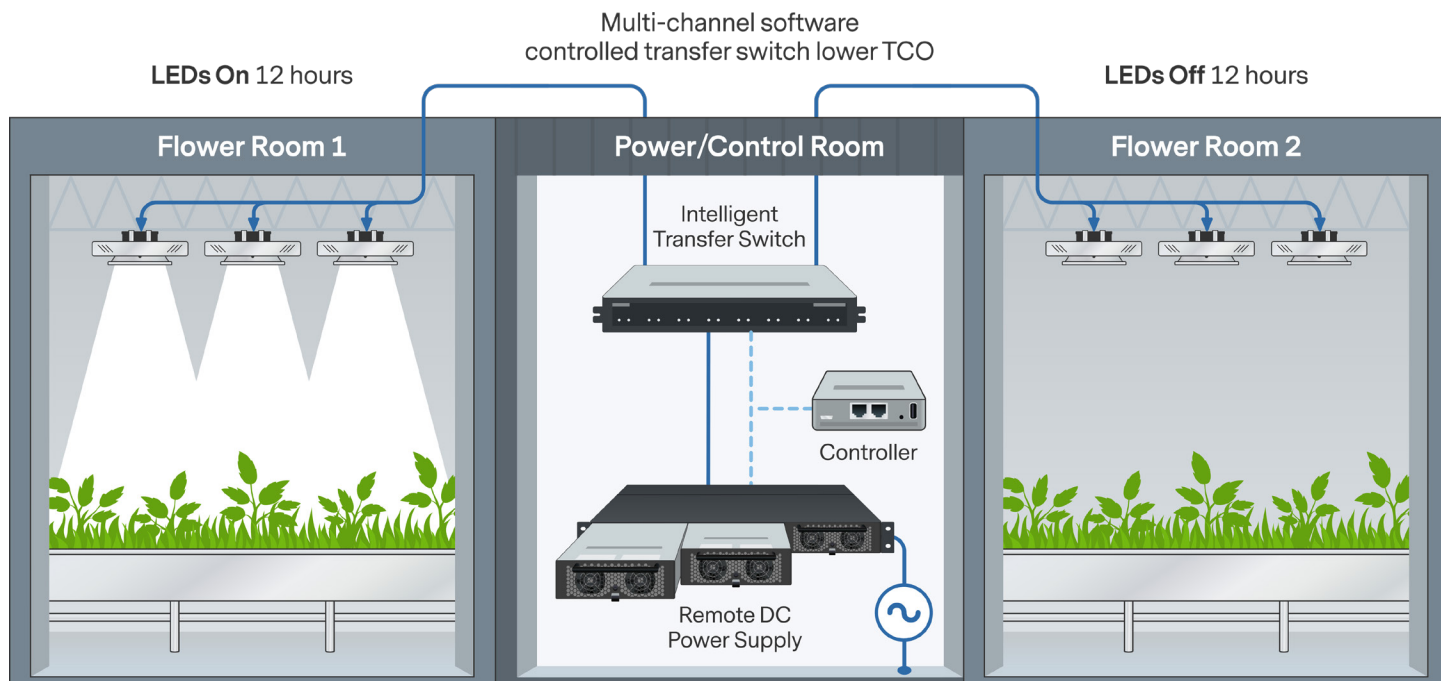 Multi-channel software
controlled transfer switch lower TCO
LEDs On 12 hours
LEDs Off 12 hours
Flower Room 1
Power/Control Room
Flower Room 2
Intelligent
Transfer Switch
Controller
Remote DC
Power Supply